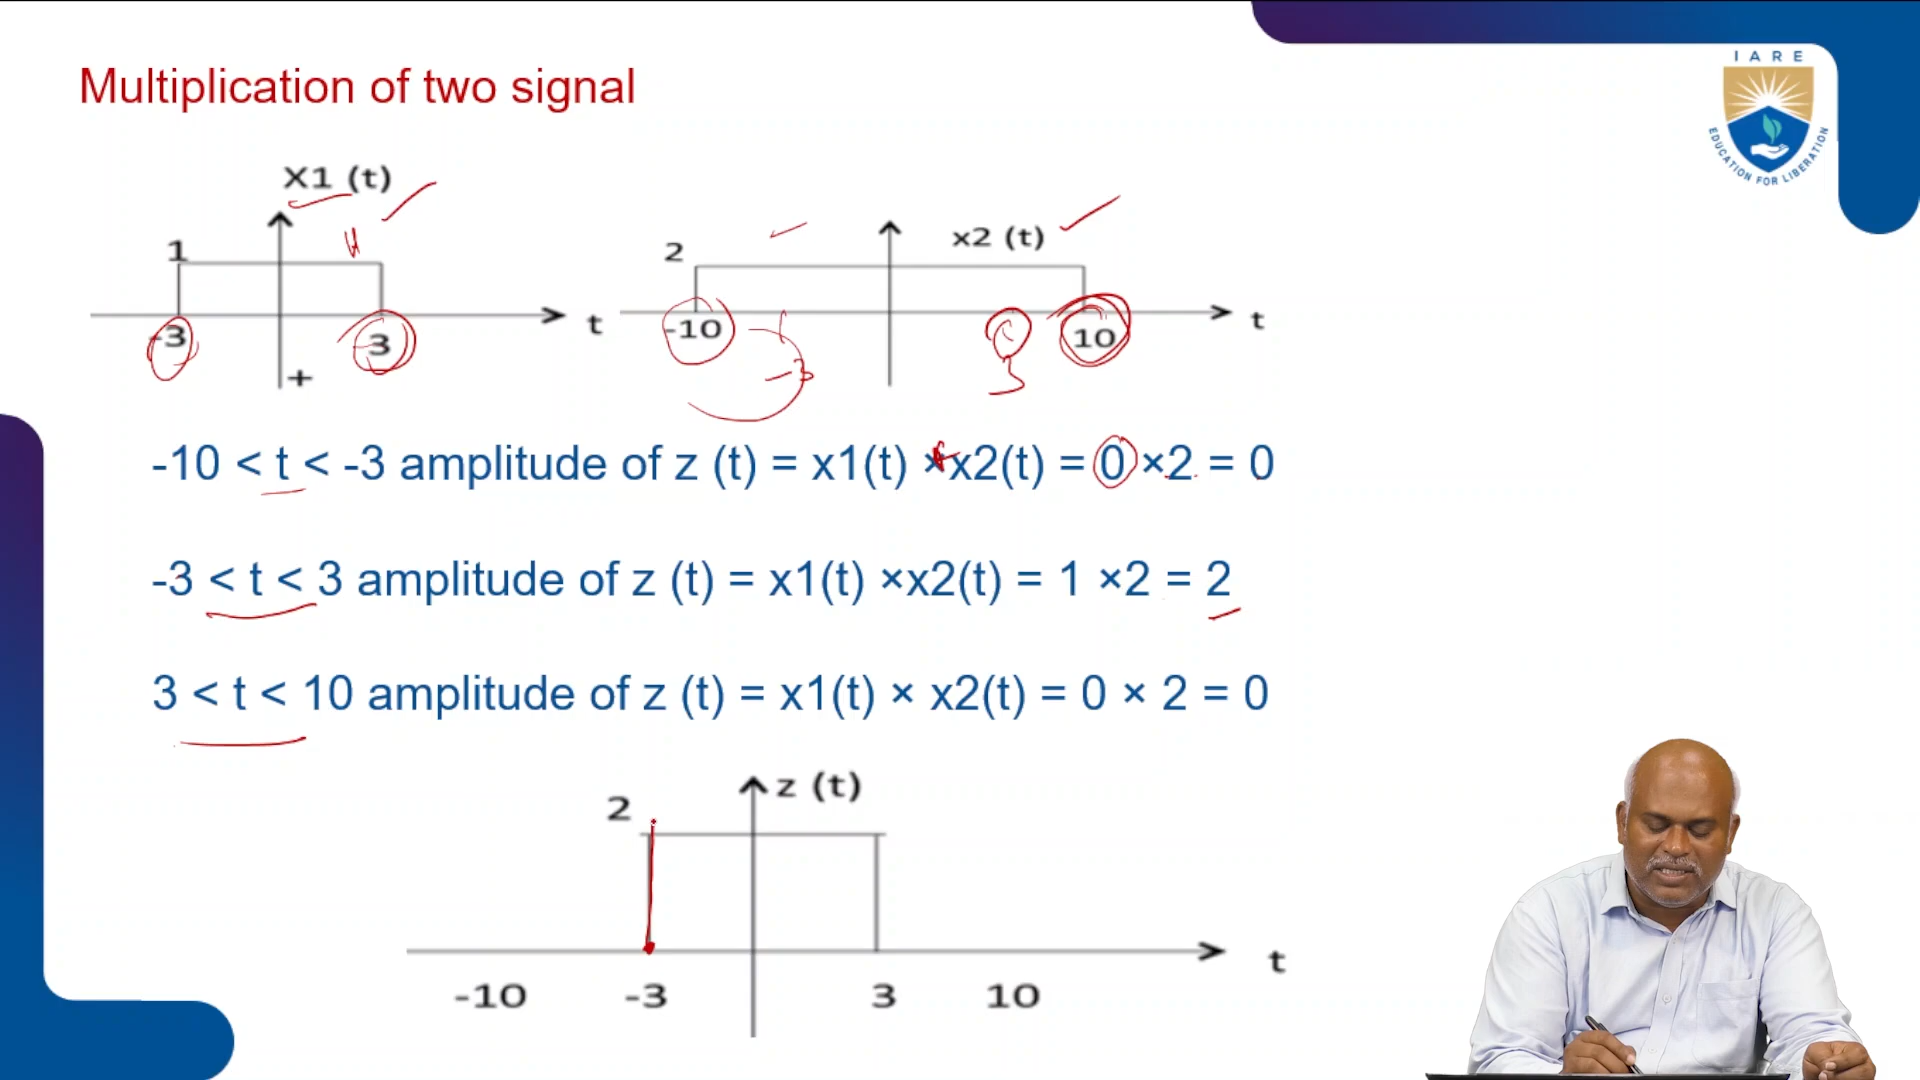 Multiplication of two signal
I A R E
EDUCATION FOR LIBERATION
X1 (t)
1
-3
3
t
+
x2 (t)
2
-10
10
t
-3
3
-10 < t < -3 amplitude of z (t) = x1(t) ×x2(t) = 0 ×2 = 0
-3 < t < 3 amplitude of z (t) = x1(t) ×x2(t) = 1 ×2 = 2
3 < t < 10 amplitude of z (t) = x1(t) × x2(t) = 0 × 2 = 0
z (t)
2
-10
-3
3
10
t